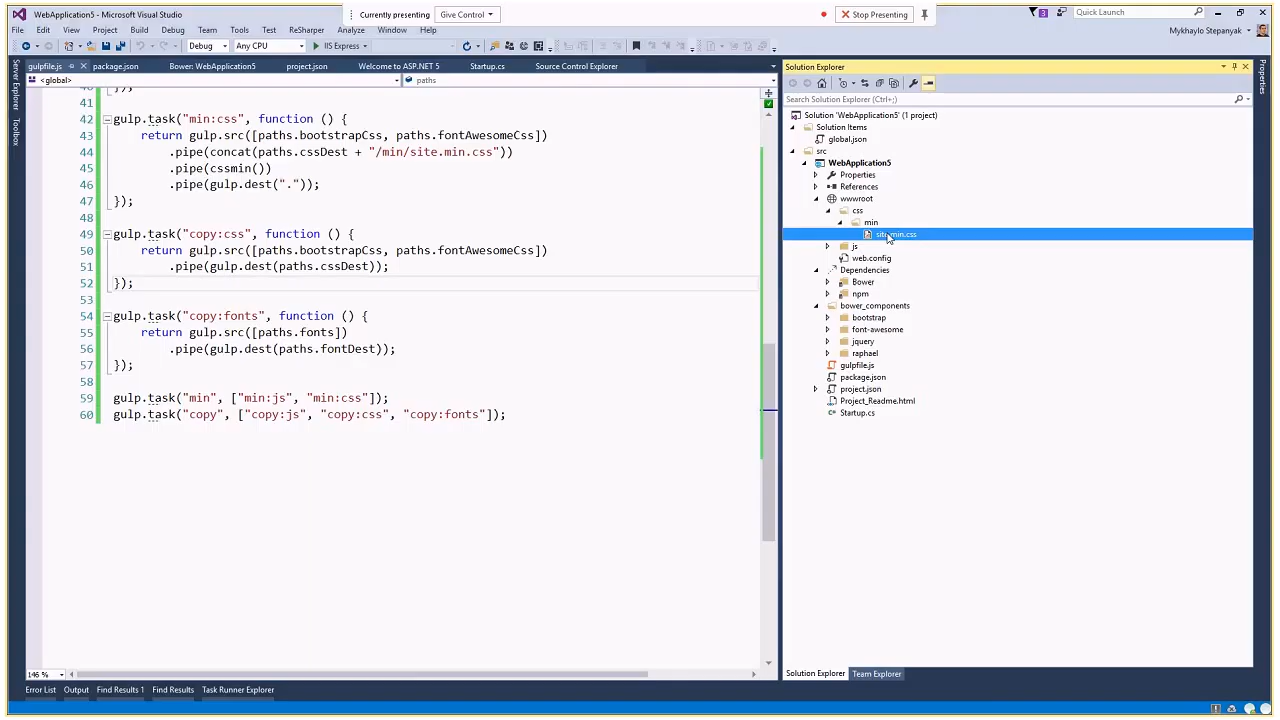 WebApplication5 - Microsoft Visual Studio
Currently presenting
Give Control
Stop Presenting
3
Quick Launch
File Edit View Project Build Debug Team Tools Test ReSharper Analyze Window Help
Mykhaylo Stepanyak
Debug
Any CPU
IIS Express
gulpfile.js
package.json
Bower: WebApplication5
project.json
Welcome to ASP.NET 5
Startup.cs
Source Control Explorer
<global>
paths
Server Explorer
Toolbox
40 });
41
42 gulp.task("min:css", function () {
43 return gulp.src([paths.bootstrapCss, paths.fontAwesomeCss])
44 .pipe(concat(paths.cssDest + "/min/site.min.css"))
45 .pipe(cssmin())
46 .pipe(gulp.dest("."));
47 });
48
49 gulp.task("copy:css", function () {
50 return gulp.src([paths.bootstrapCss, paths.fontAwesomeCss])
51 .pipe(gulp.dest(paths.cssDest));
52 });
53
54 gulp.task("copy:fonts", function () {
55 return gulp.src([paths.fonts])
56 .pipe(gulp.dest(paths.fontDest));
57 });
58
59 gulp.task("min", ["min:js", "min:css"]);
60 gulp.task("copy", ["copy:js", "copy:css", "copy:fonts"]);
146 %
Solution Explorer
Search Solution Explorer (Ctrl+;)
Solution 'WebApplication5' (1 project)
Solution Items
global.json
src
WebApplication5
Properties
References
wwwroot
css
min
site.min.css
js
web.config
Dependencies
Bower
npm
bower_components
bootstrap
font-awesome
jquery
raphael
gulpfile.js
package.json
project.json
Project_Readme.html
Startup.cs
Solution Explorer
Team Explorer
Properties
Error List
Output
Find Results 1
Find Results
Task Runner Explorer